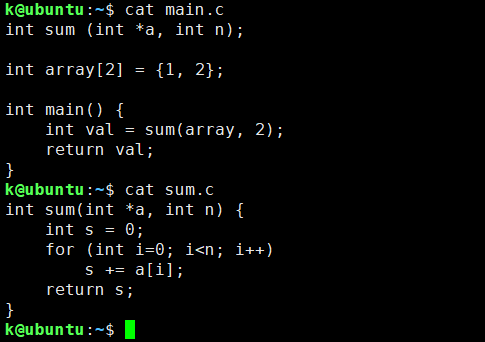 k@ubuntu:~$ cat main.c
int sum (int *a, int n);

int array[2] = {1, 2};

int main() {
    int val = sum(array, 2);
    return val;
}
k@ubuntu:~$ cat sum.c
int sum(int *a, int n) {
    int s = 0;
    for (int i=0; i<n; i++)
        s += a[i];
    return s;
}
k@ubuntu:~$